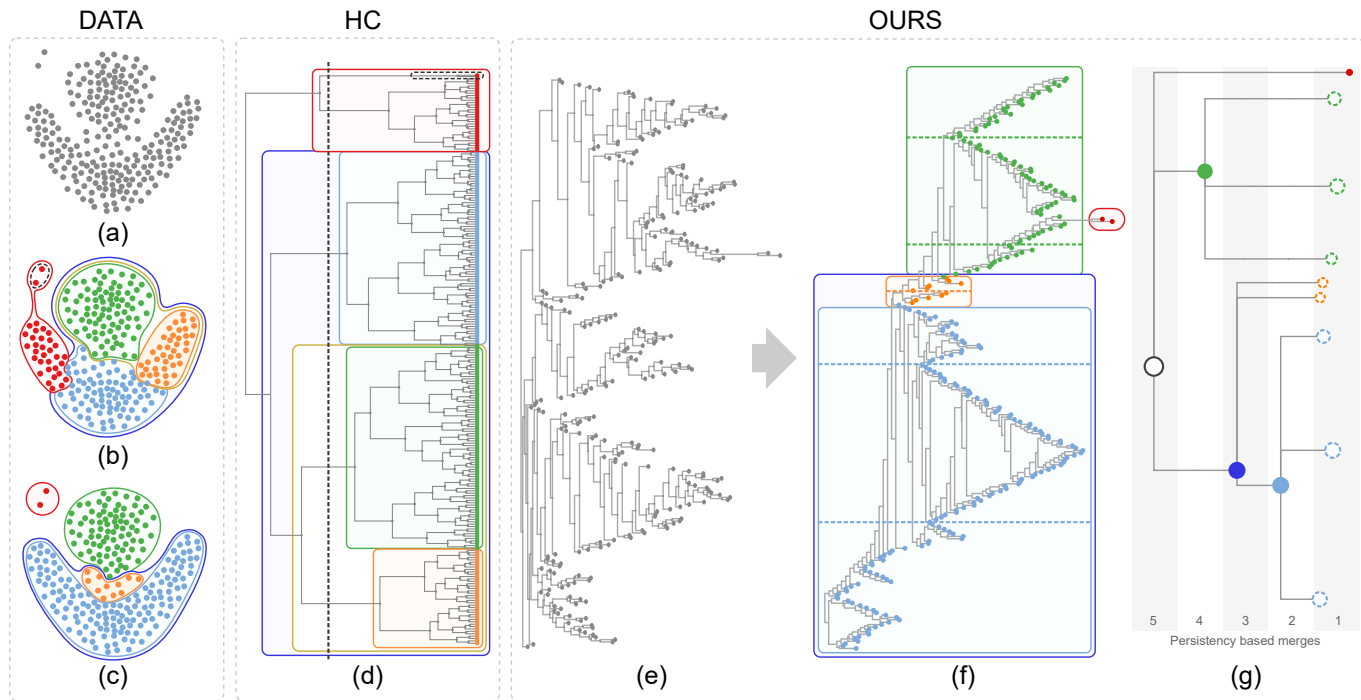 DATA
HC
OURS
(a)
(b)
(c)
(d)
(e)
(f)
5 4 3 2 1
Persistency based merges
(g)